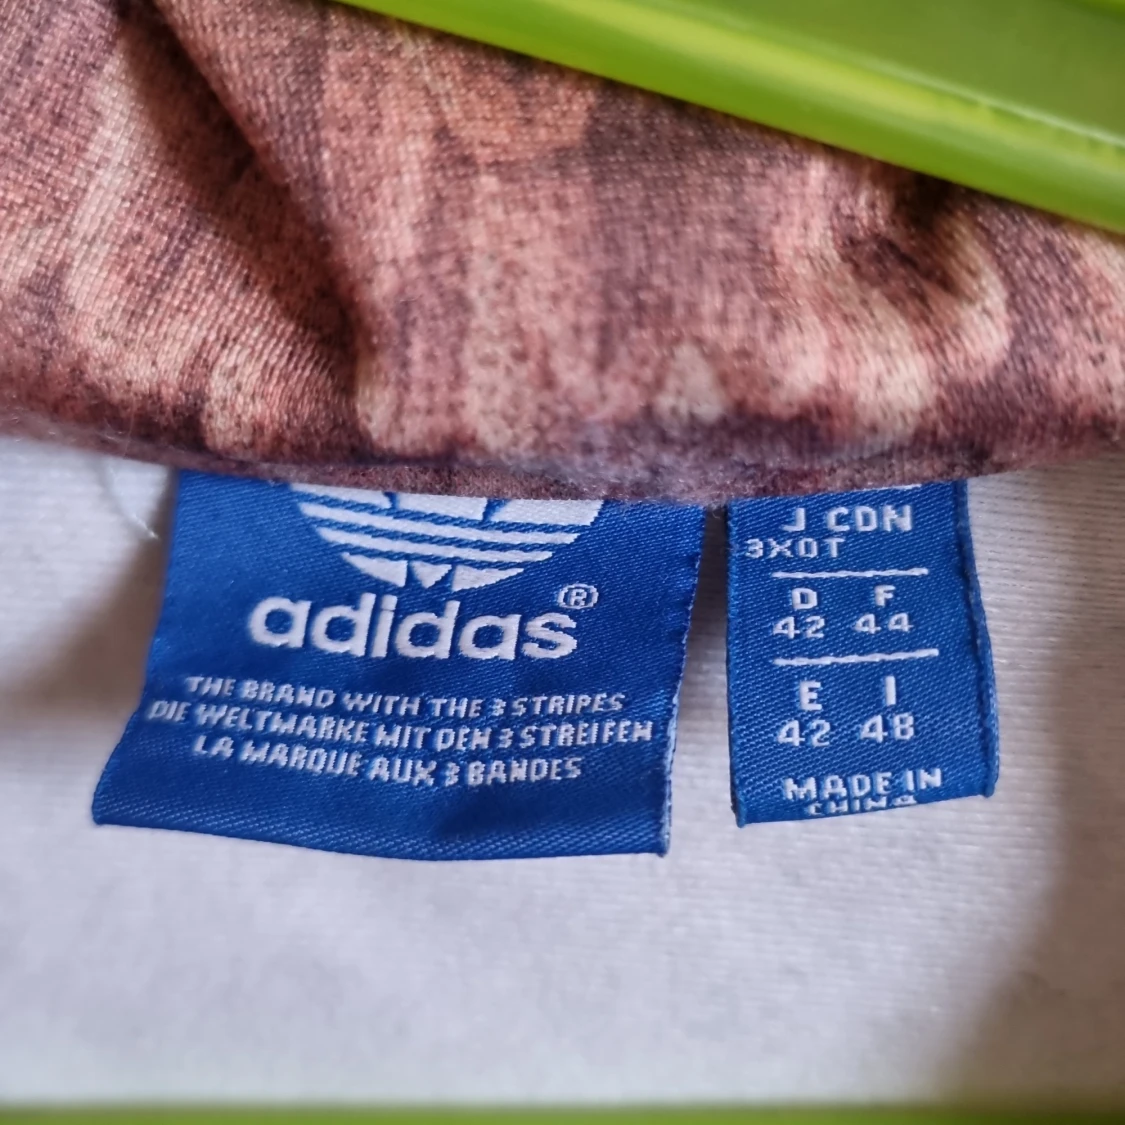 adidas®
THE BRAND WITH THE 3 STRIPES
DIE WELTMARKE MIT DEN 3 STREIFEN
LA MARQUE AUX 3 BANDES
J CDN
3XOT
D F
42 44
E I
42 48
MADE IN
CHINA